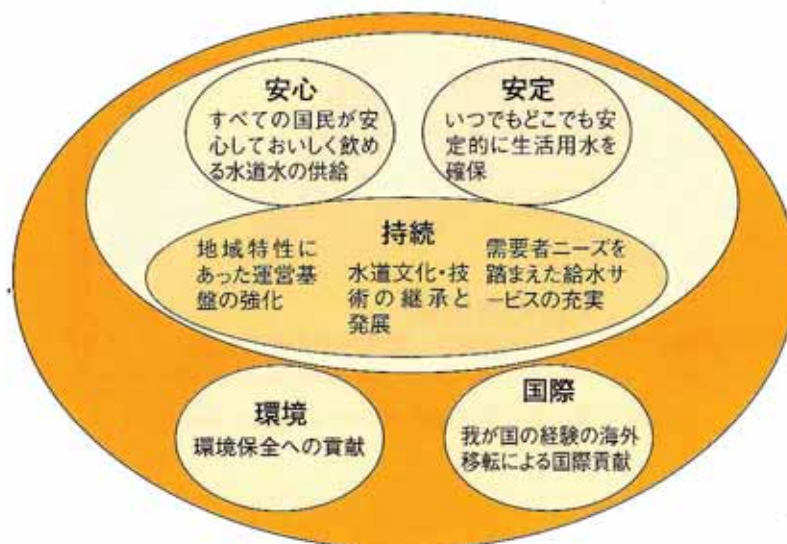 安心
すべての国民が安
心しておいしく飲め
る水道水の供給
安定
いつでもどこでも安
定的に生活用水を
確保
持続
地域特性に
あった運営基
盤の強化
水道文化・技
術の継承と
発展
需要者ニーズを
踏まえた給水サ
ービスの充実
環境
環境保全への貢献
国際
我が国の経験の海外
移転による国際貢献